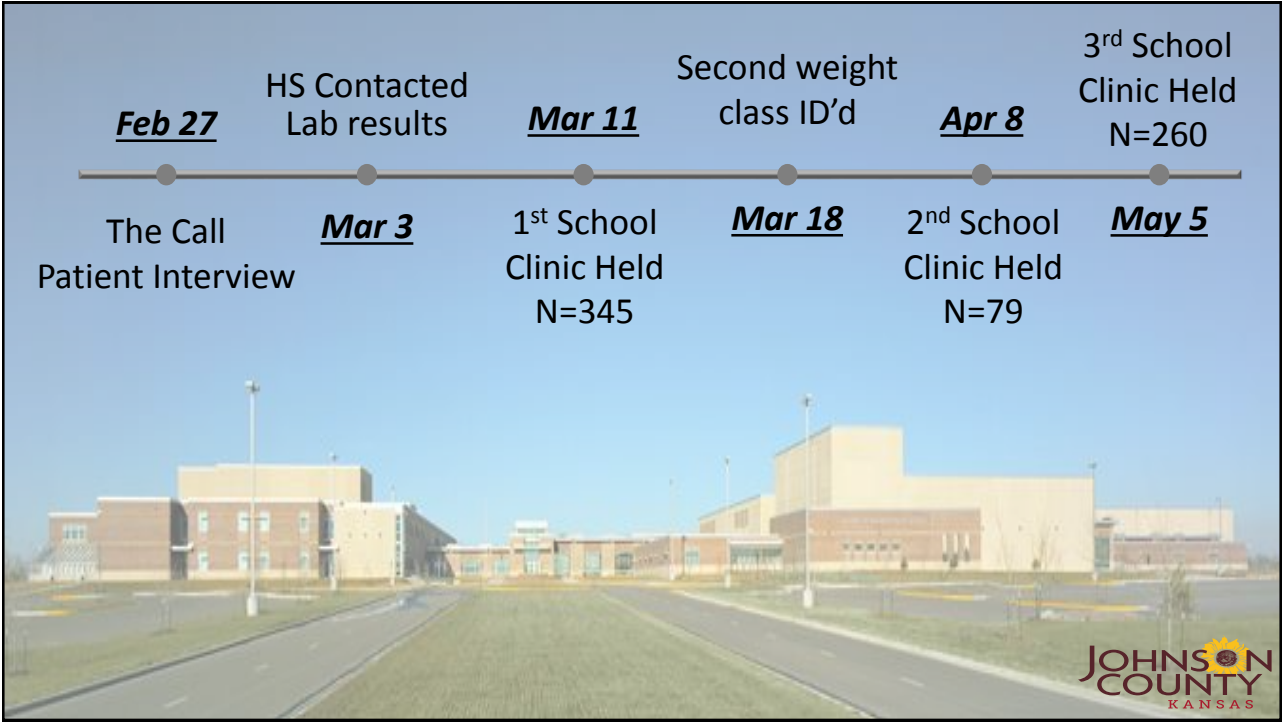 Feb 27
The Call
Patient Interview
HS Contacted
Lab results
Mar 3
Mar 11
1st School
Clinic Held
N=345
Second weight
class ID’d
Mar 18
Apr 8
2nd School
Clinic Held
N=79
3rd School
Clinic Held
N=260
May 5
JOHNSON
COUNTY
KANSAS